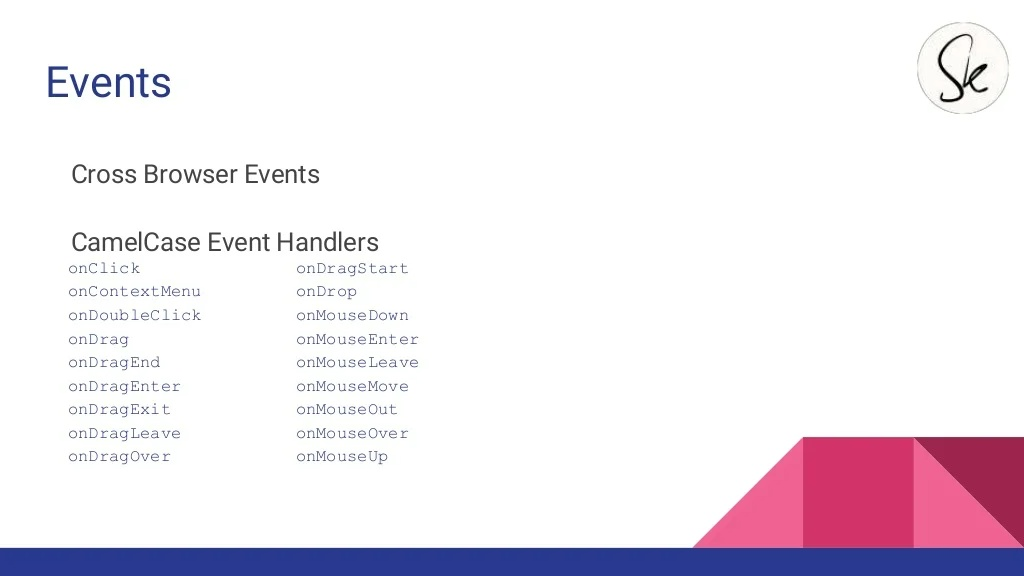 Events
Sk
Cross Browser Events
CamelCase Event Handlers
onClick
onContextMenu
onDoubleClick
onDrag
onDragEnd
onDragEnter
onDragExit
onDragLeave
onDragOver
onDragStart
onDrop
onMouseDown
onMouseEnter
onMouseLeave
onMouseMove
onMouseOut
onMouseOver
onMouseUp